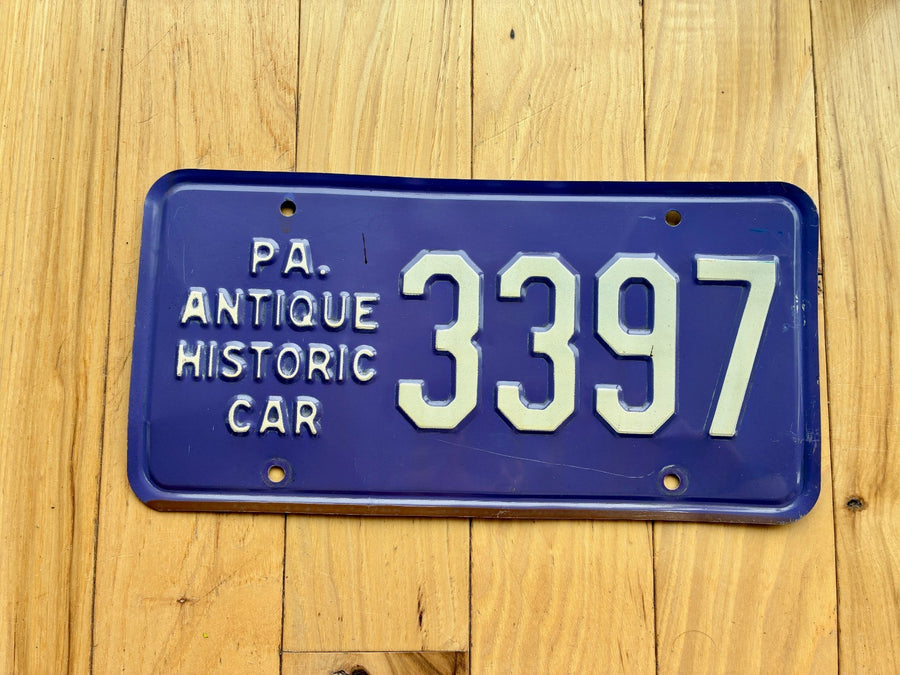 PA.
ANTIQUE
HISTORIC
CAR
3397